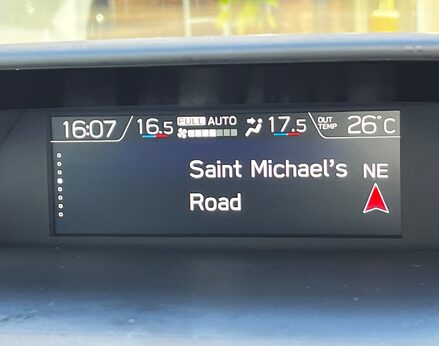 16:07 16.5 FULL AUTO 17.5 OUT TEMP 26°C
Saint Michael's NE
Road